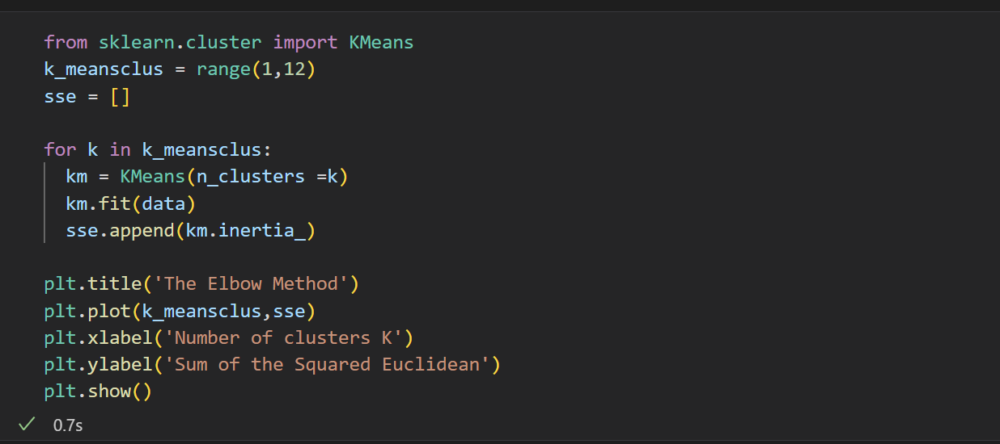 from sklearn.cluster import KMeans
k_meansclus = range(1,12)
sse = []
for k in k_meansclus:
  km = KMeans(n_clusters =k)
  km.fit(data)
  sse.append(km.inertia_)
plt.title('The Elbow Method')
plt.plot(k_meansclus,sse)
plt.xlabel('Number of clusters K')
plt.ylabel('Sum of the Squared Euclidean')
plt.show()
0.7s